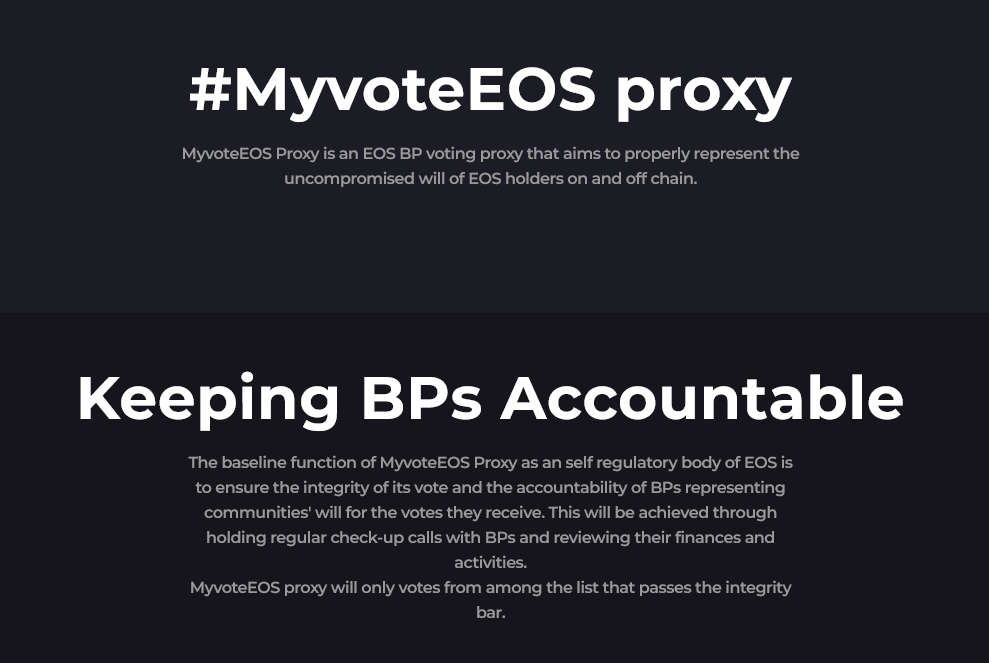 #MyvoteEOS proxy
MyvoteEOS Proxy is an EOS BP voting proxy that aims to properly represent the
uncompromised will of EOS holders on and off chain.
Keeping BPs Accountable
The baseline function of MyvoteEOS Proxy as an self regulatory body of EOS is
to ensure the integrity of its vote and the accountability of BPs representing
communities' will for the votes they receive. This will be achieved through
holding regular check-up calls with BPs and reviewing their finances and
activities.
MyvoteEOS proxy will only votes from among the list that passes the integrity
bar.